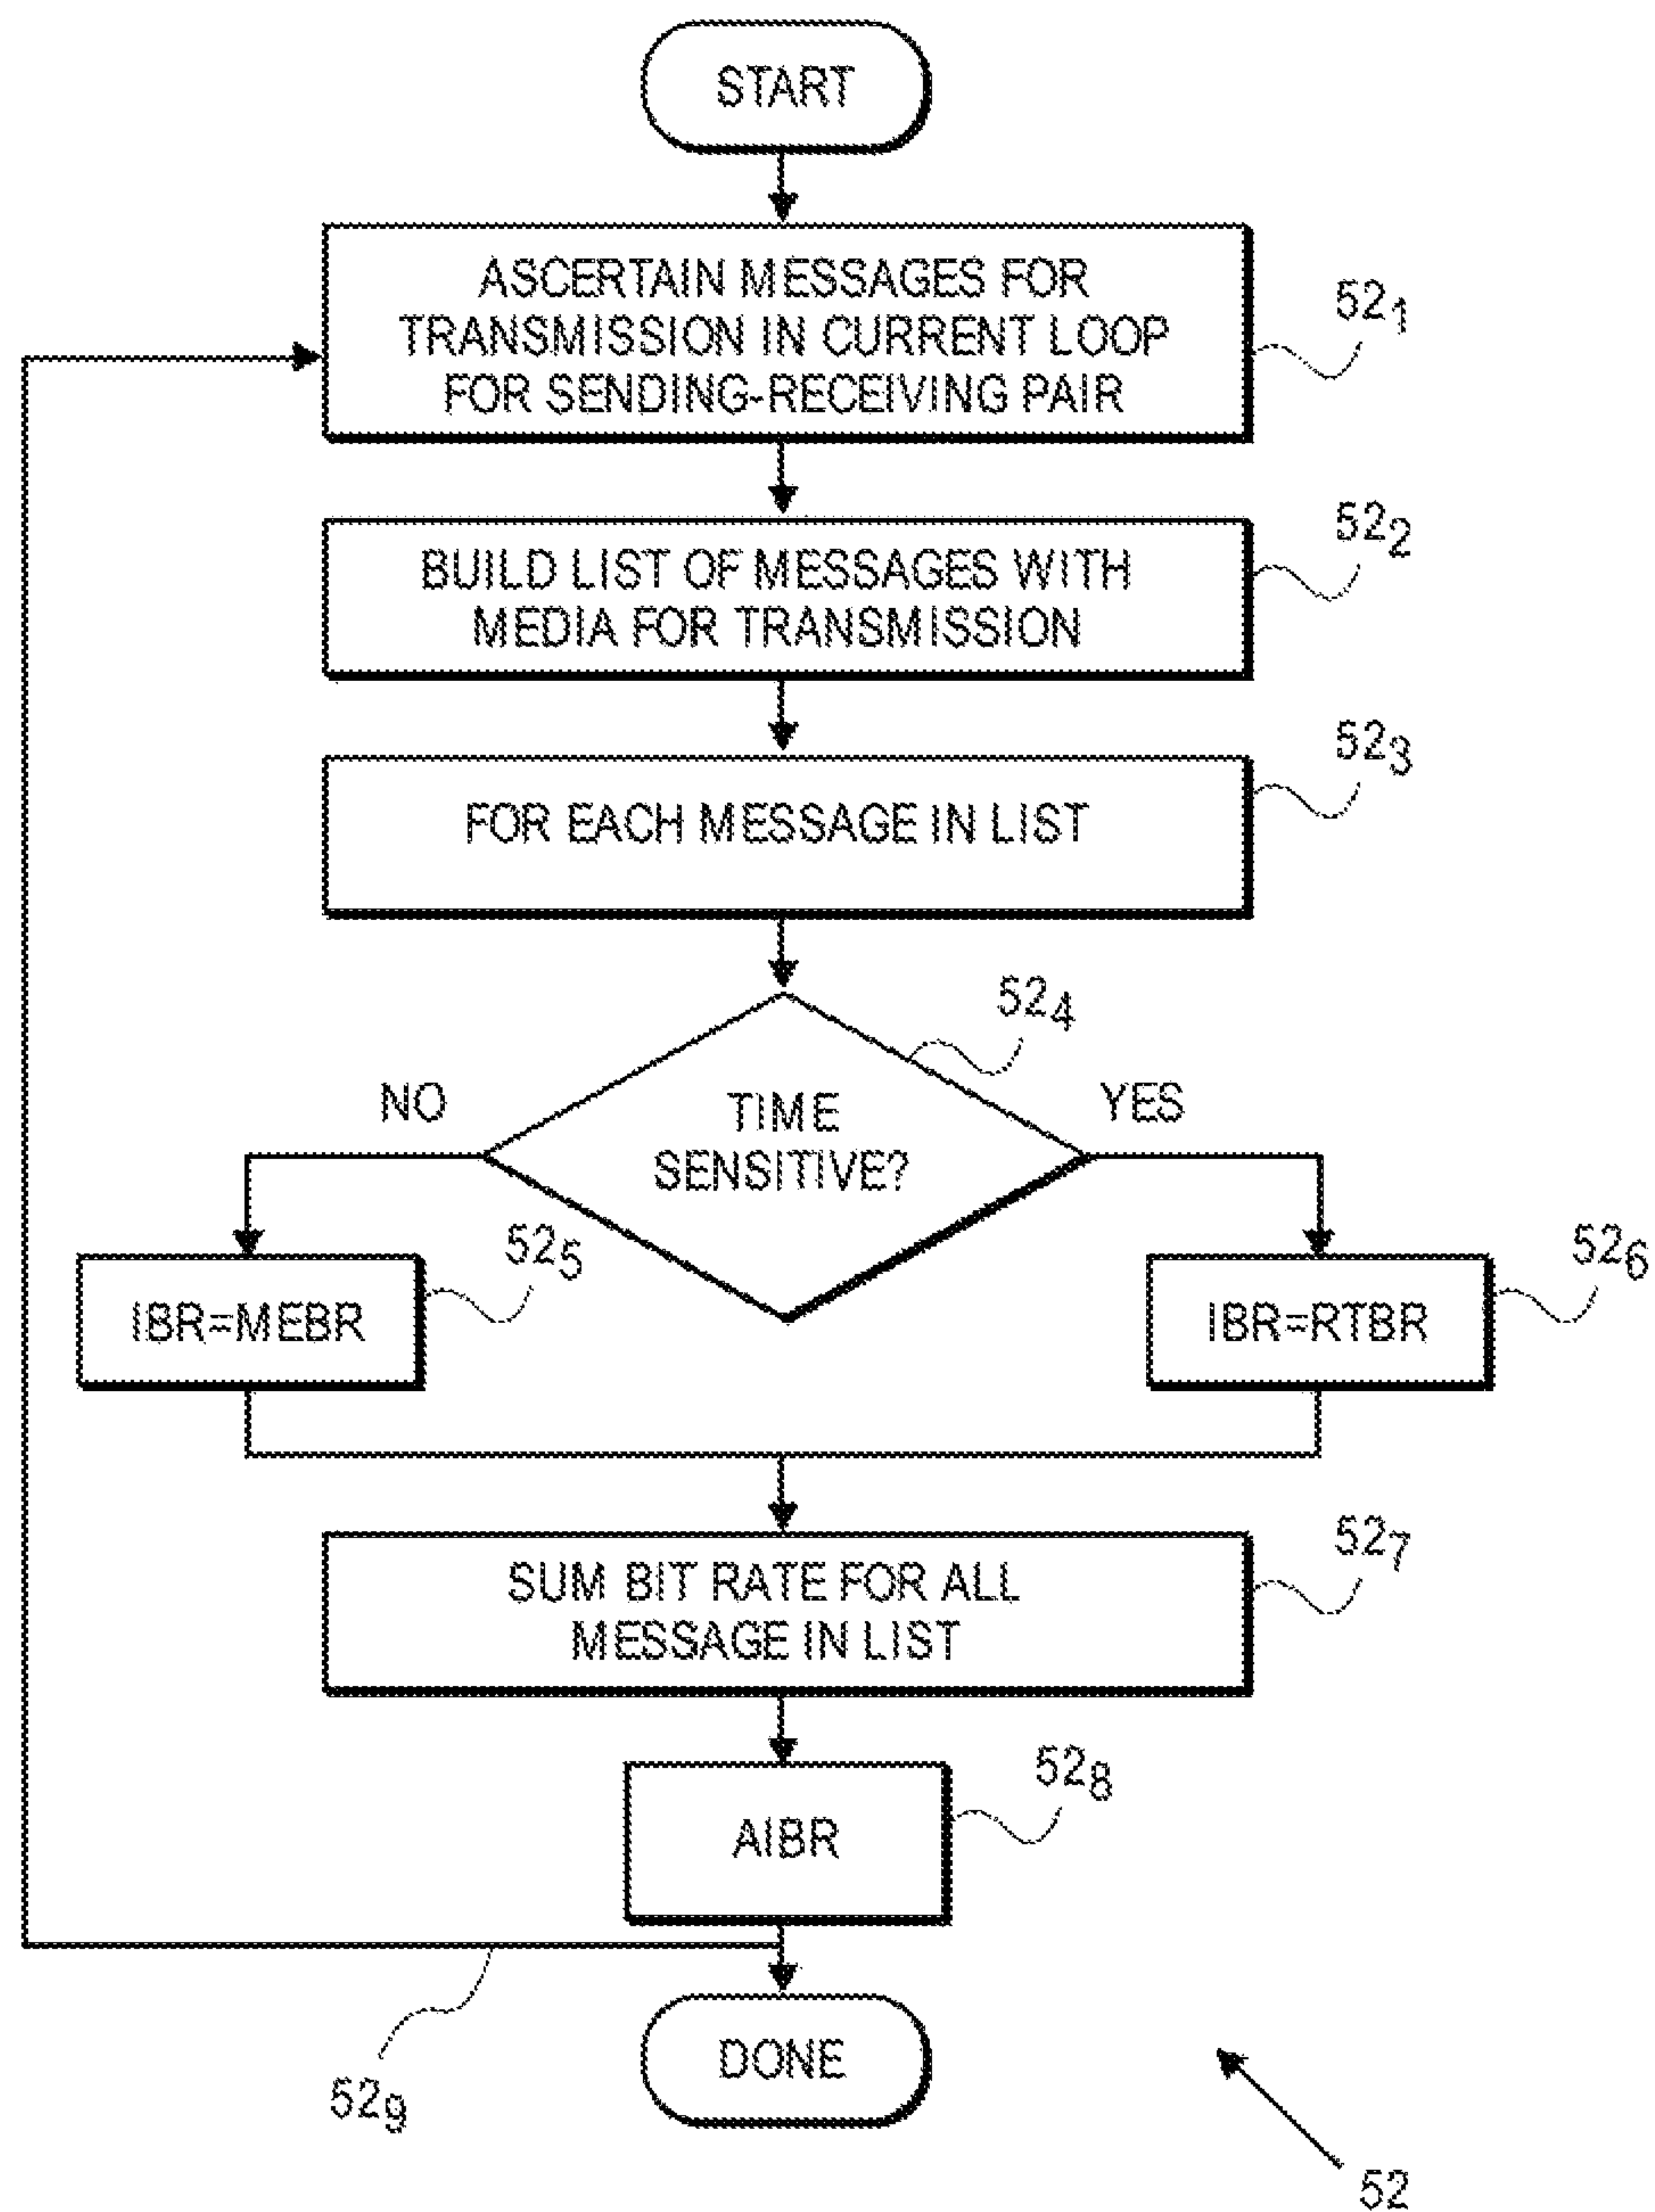 START
ASCERTAIN MESSAGES FOR
TRANSMISSION IN CURRENT LOOP
FOR SENDING-RECEIVING PAIR
52₁
BUILD LIST OF MESSAGES WITH
MEDIA FOR TRANSMISSION
52₂
FOR EACH MESSAGE IN LIST
52₃
TIME
SENSITIVE?
52₄
NO
YES
IBR=MEBR
52₅
IBR=RTBR
52₆
SUM BIT RATE FOR ALL
MESSAGE IN LIST
52₇
AIBR
52₈
DONE
52₉
52